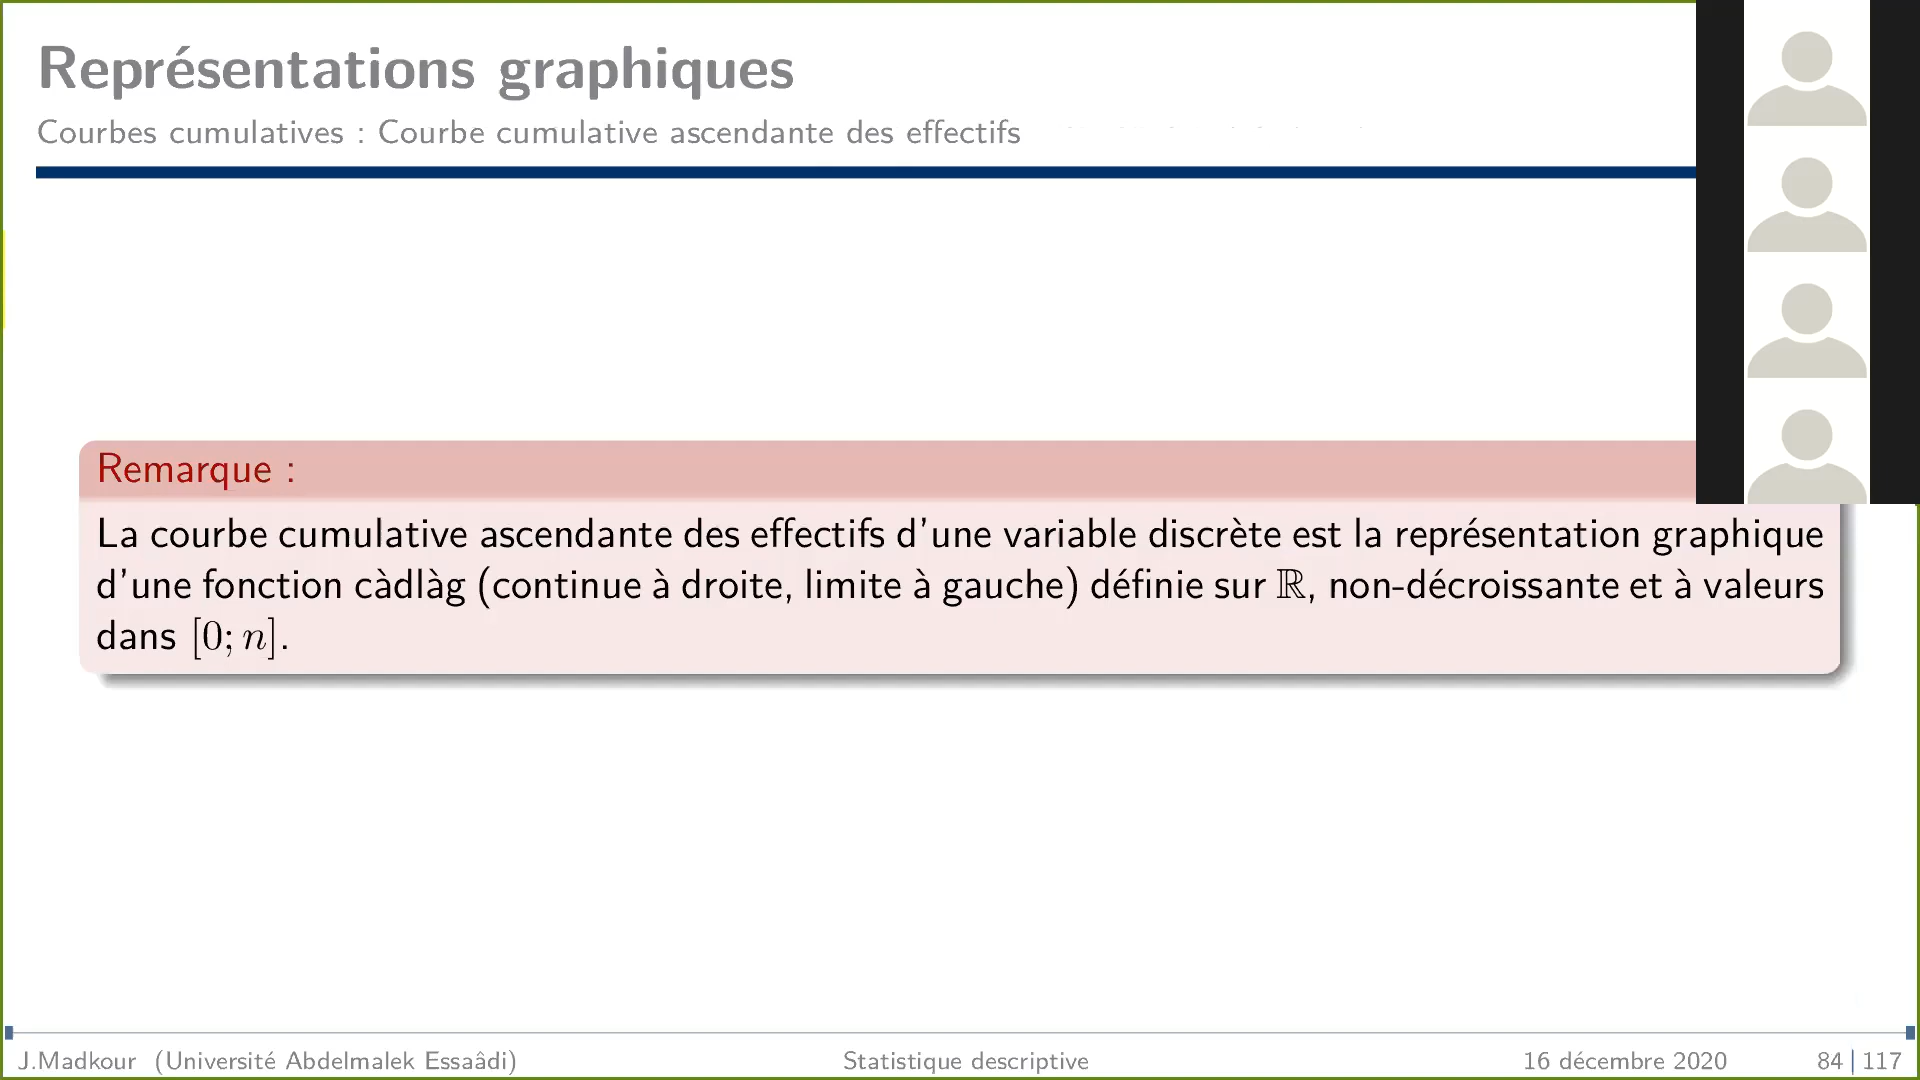 Représentations graphiques
Courbes cumulatives : Courbe cumulative ascendante des effectifs
Remarque :
La courbe cumulative ascendante des effectifs d'une variable discrète est la représentation graphique
d'une fonction càdlàg (continue à droite, limite à gauche) définie sur ℝ, non-décroissante et à valeurs
dans [0; n].
J.Madkour (Université Abdelmalek Essaâdi) Statistique descriptive 16 décembre 2020 84 | 117